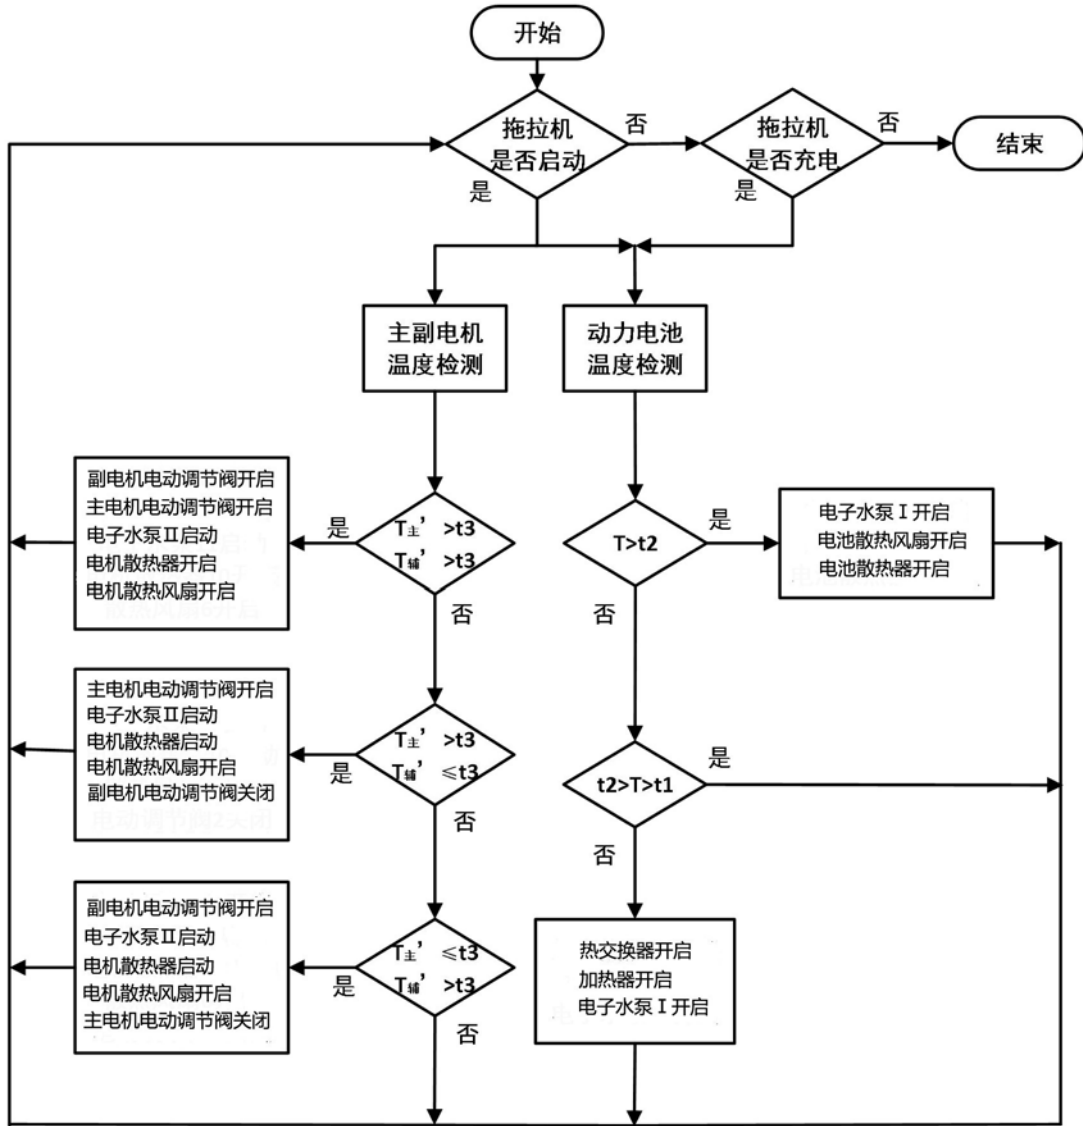 开始
拖拉机
是否启动
否
是
拖拉机
是否充电
否
是
结束
主副电机
温度检测
动力电池
温度检测
副电机电动调节阀开启
主电机电动调节阀开启
电子水泵Ⅱ启动
电机散热器开启
电机散热风扇开启
是
T主’ >t3
T辅’ >t3
否
T>t2
是
否
电子水泵Ⅰ开启
电池散热风扇开启
电池散热器开启
主电机电动调节阀开启
电子水泵Ⅱ启动
电机散热器启动
电机散热风扇开启
副电机电动调节阀关闭
是
T主’ >t3
T辅’ ≤t3
否
t2>T>t1
是
否
副电机电动调节阀开启
电子水泵Ⅱ启动
电机散热器启动
电机散热风扇开启
主电机电动调节阀关闭
是
T主’ ≤t3
T辅’ >t3
否
热交换器开启
加热器开启
电子水泵Ⅰ开启